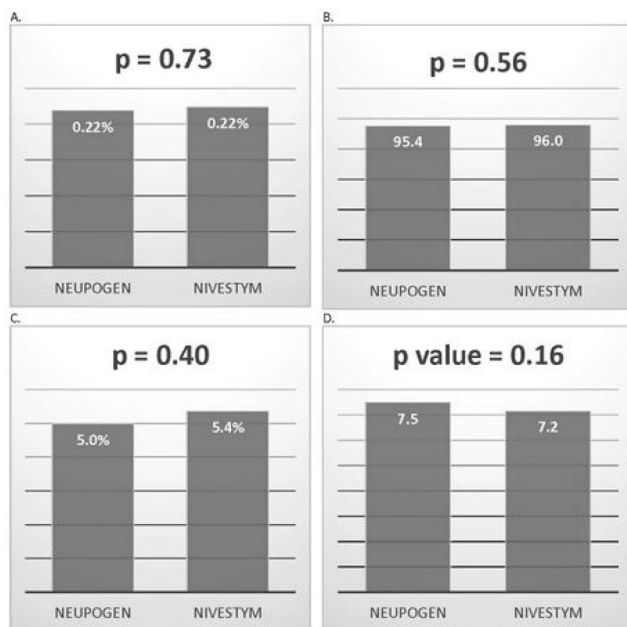 A.
p = 0.73
0.22% 0.22%
NEUPOGEN NIVESTYM
B.
p = 0.56
95.4 96.0
NEUPOGEN NIVESTYM
C.
p = 0.40
5.0% 5.4%
NEUPOGEN NIVESTYM
D.
p value = 0.16
7.5 7.2
NEUPOGEN NIVESTYM